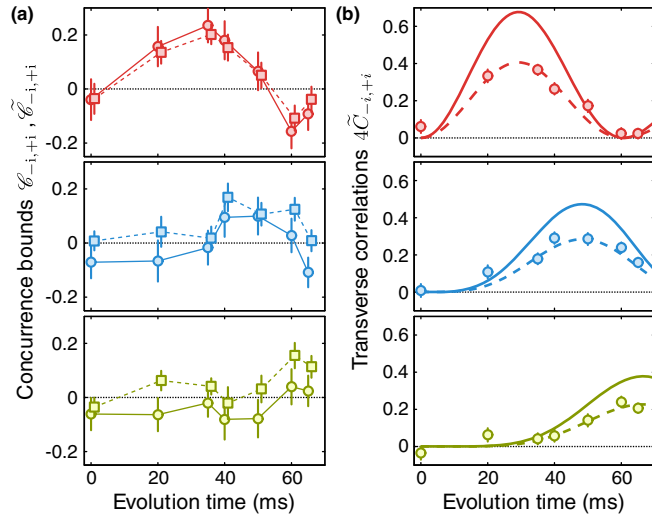 (a)
(b)
Concurrence bounds 𝒞₋ᵢ,₊ᵢ , 𝒞̃₋ᵢ,₊ᵢ
0.2
0
-0.2
0.2
0
-0.2
0.2
0
-0.2
0 20 40 60
Evolution time (ms)
Transverse correlations 4C̃₋ᵢ,₊ᵢ
0.6
0.4
0.2
0
0.6
0.4
0.2
0
0.6
0.4
0.2
0
0 20 40 60
Evolution time (ms)